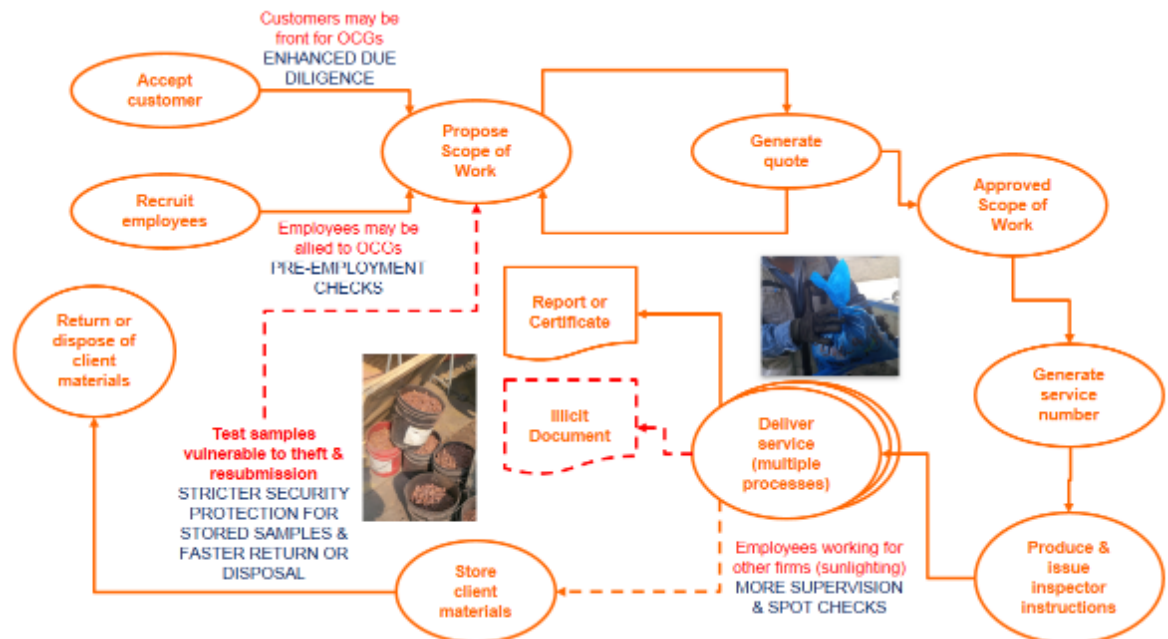 Customers may be
front for OCGs
ENHANCED DUE
DILIGENCE
Accept
customer
Propose
Scope of
Work
Generate
quote
Approved
Scope of
Work
Recruit
employees
Employees may be
allied to OCGs
PRE-EMPLOYMENT
CHECKS
Report or
Certificate
Return or
dispose of
client
materials
Generate
service
number
Illicit
Document
Deliver
service
(multiple
processes)
Test samples
vulnerable to theft &
resubmission
STRICTER SECURITY
PROTECTION FOR
STORED SAMPLES &
FASTER RETURN OR
DISPOSAL
Employees working for
other firms (sunlighting)
MORE SUPERVISION
& SPOT CHECKS
Store
client
materials
Produce &
issue
inspector
instructions